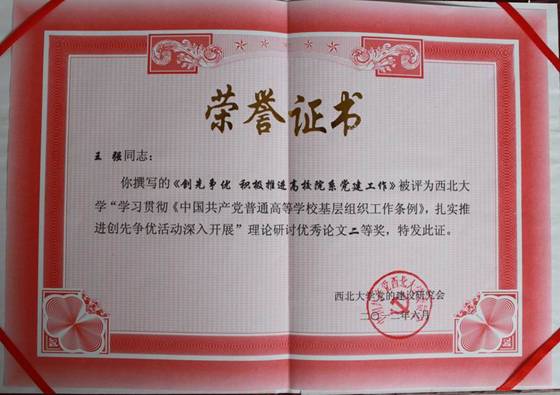 荣誉证书
王 强同志：
你撰写的《创先争优 积极推进高校院系党建工作》被评为西北大
学“学习贯彻《中国共产党普通高等学校基层组织工作条例》，扎实推
进创先争优活动深入开展”理论研讨优秀论文二等奖，特发此证。
西北大学党的建设研究会
二〇一二年六月